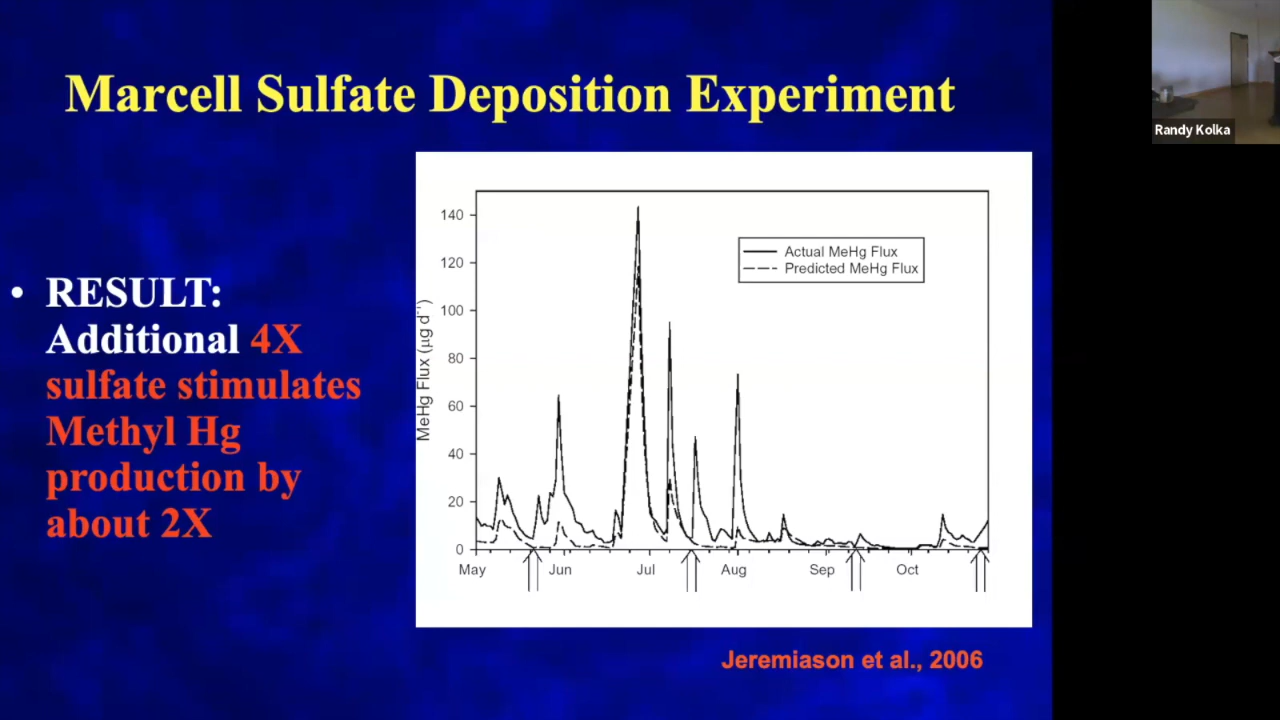 Marcell Sulfate Deposition Experiment
Randy Kolka
• RESULT:
Additional 4X
sulfate stimulates
Methyl Hg
production by
about 2X
MeHg Flux (µg d⁻¹)
140
120
100
80
60
40
20
0
Actual MeHg Flux
Predicted MeHg Flux
May Jun Jul Aug Sep Oct
Jeremiason et al., 2006